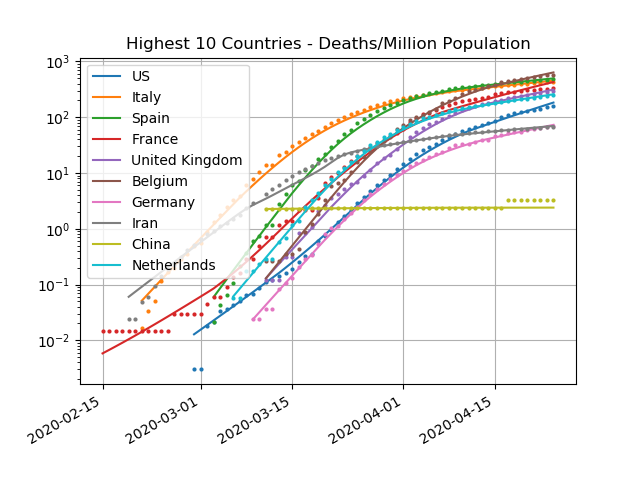 Highest 10 Countries - Deaths/Million Population
10³
10²
10¹
10⁰
10⁻¹
10⁻²
US
Italy
Spain
France
United Kingdom
Belgium
Germany
Iran
China
Netherlands
2020-02-15
2020-03-01
2020-03-15
2020-04-01
2020-04-15